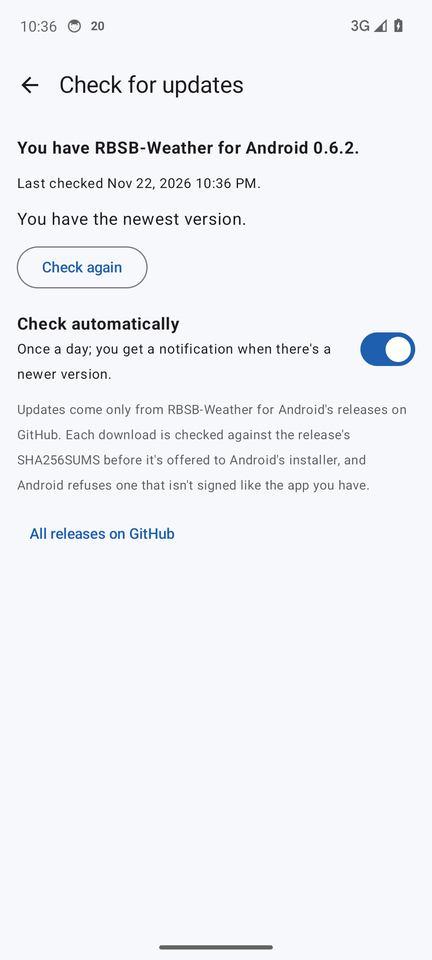 10:36 20 3G
Check for updates
You have RBSB-Weather for Android 0.6.2.
Last checked Nov 22, 2026 10:36 PM.
You have the newest version.
Check again
Check automatically
Once a day; you get a notification when there's a
newer version.
Updates come only from RBSB-Weather for Android's releases on
GitHub. Each download is checked against the release's
SHA256SUMS before it's offered to Android's installer, and
Android refuses one that isn't signed like the app you have.
All releases on GitHub